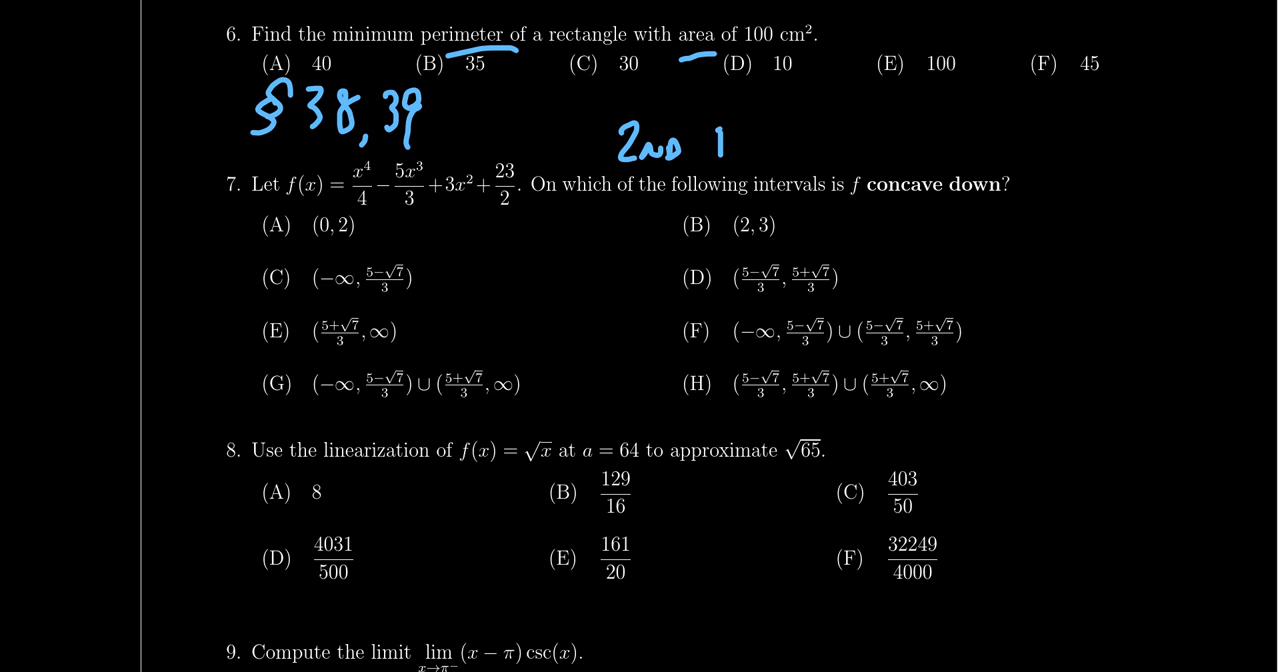 6. Find the minimum perimeter of a rectangle with area of 100 cm².
(A) 40 (B) 35 (C) 30 (D) 10 (E) 100 (F) 45
§ 38, 39
2ND 1
7. Let f(x) = x⁴/4 − 5x³/3 + 3x² + 23/2. On which of the following intervals is f concave down?
(A) (0, 2) (B) (2, 3)
(C) (−∞, (5−√7)/3) (D) ((5−√7)/3, (5+√7)/3)
(E) ((5+√7)/3, ∞) (F) (−∞, (5−√7)/3) ∪ ((5−√7)/3, (5+√7)/3)
(G) (−∞, (5−√7)/3) ∪ ((5+√7)/3, ∞) (H) ((5−√7)/3, (5+√7)/3) ∪ ((5+√7)/3, ∞)
8. Use the linearization of f(x) = √x at a = 64 to approximate √65.
(A) 8 (B) 129/16 (C) 403/50
(D) 4031/500 (E) 161/20 (F) 32249/4000
9. Compute the limit lim x→π⁻ (x − π) csc(x).